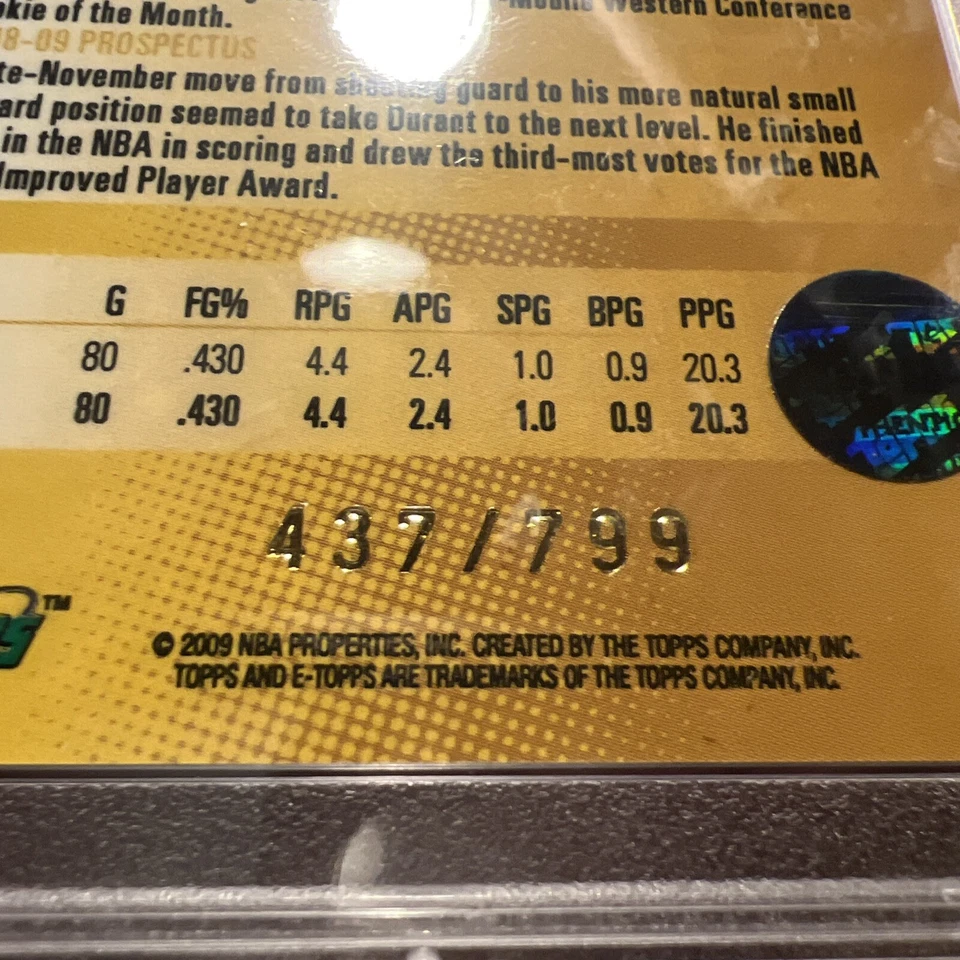 kie of the Month.
-Mobile Western Conference
8-09 PROSPECTUS
te-November move from shooting guard to his more natural small
ard position seemed to take Durant to the next level. He finished
in the NBA in scoring and drew the third-most votes for the NBA
Improved Player Award.
G FG% RPG APG SPG BPG PPG
80 .430 4.4 2.4 1.0 0.9 20.3
80 .430 4.4 2.4 1.0 0.9 20.3
437/799
TM
© 2009 NBA PROPERTIES, INC. CREATED BY THE TOPPS COMPANY, INC.
TOPPS AND E-TOPPS ARE TRADEMARKS OF THE TOPPS COMPANY, INC.